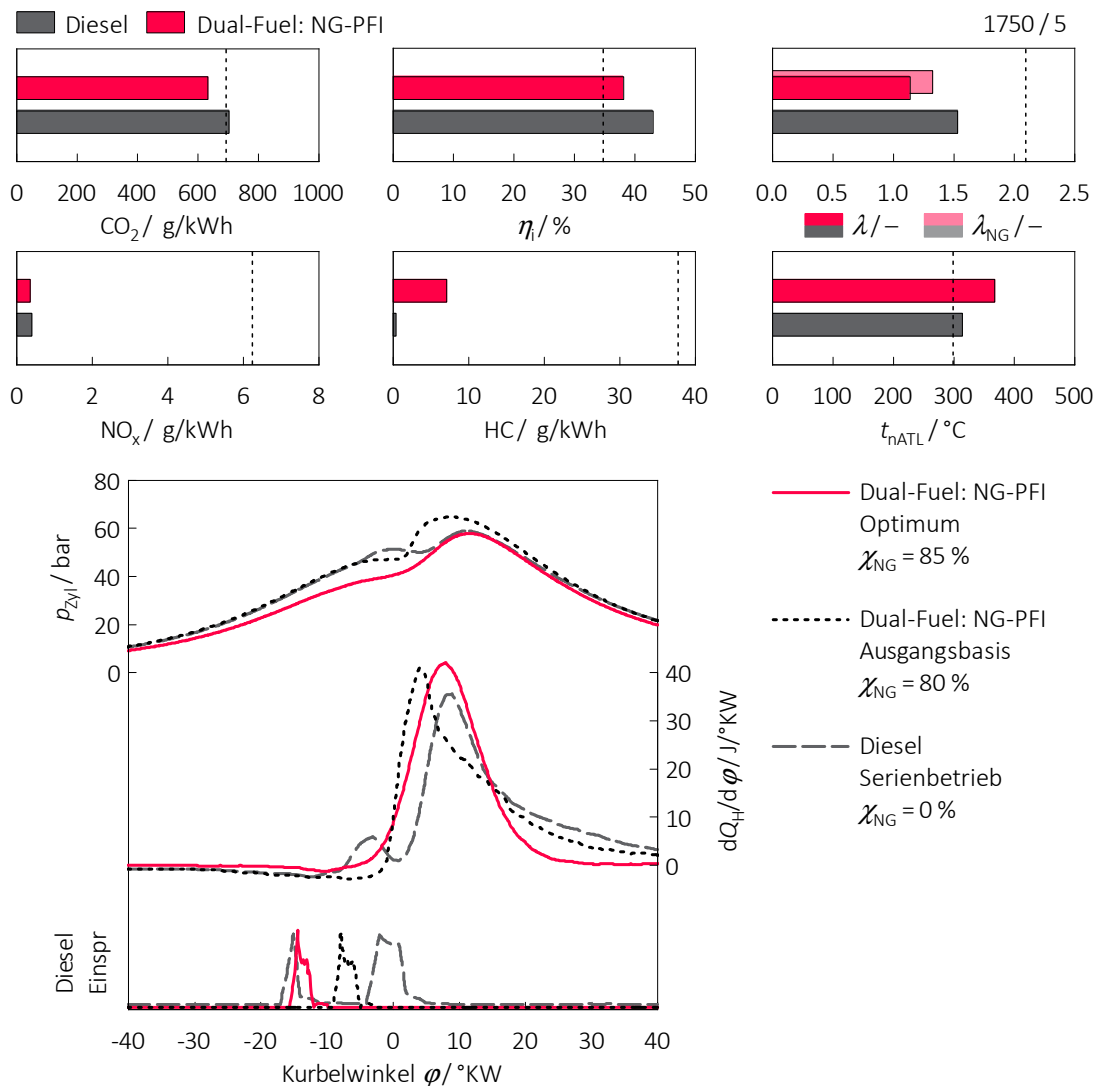 Diesel Dual-Fuel: NG-PFI 1750 / 5
0 200 400 600 800 1000
CO₂ / g/kWh
0 10 20 30 40 50
ηᵢ / %
0.0 0.5 1.0 1.5 2.0 2.5
λ / – λNG / –
0 2 4 6 8
NOₓ / g/kWh
0 10 20 30 40
HC / g/kWh
0 100 200 300 400 500
tnATL / °C
80
60
40
20
0
pZyl / bar
40
30
20
10
0
dQH/dφ / J/°KW
Diesel
Einspr
-40 -30 -20 -10 0 10 20 30 40
Kurbelwinkel φ / °KW
Dual-Fuel: NG-PFI
Optimum
χNG = 85 %
Dual-Fuel: NG-PFI
Ausgangsbasis
χNG = 80 %
Diesel
Serienbetrieb
χNG = 0 %